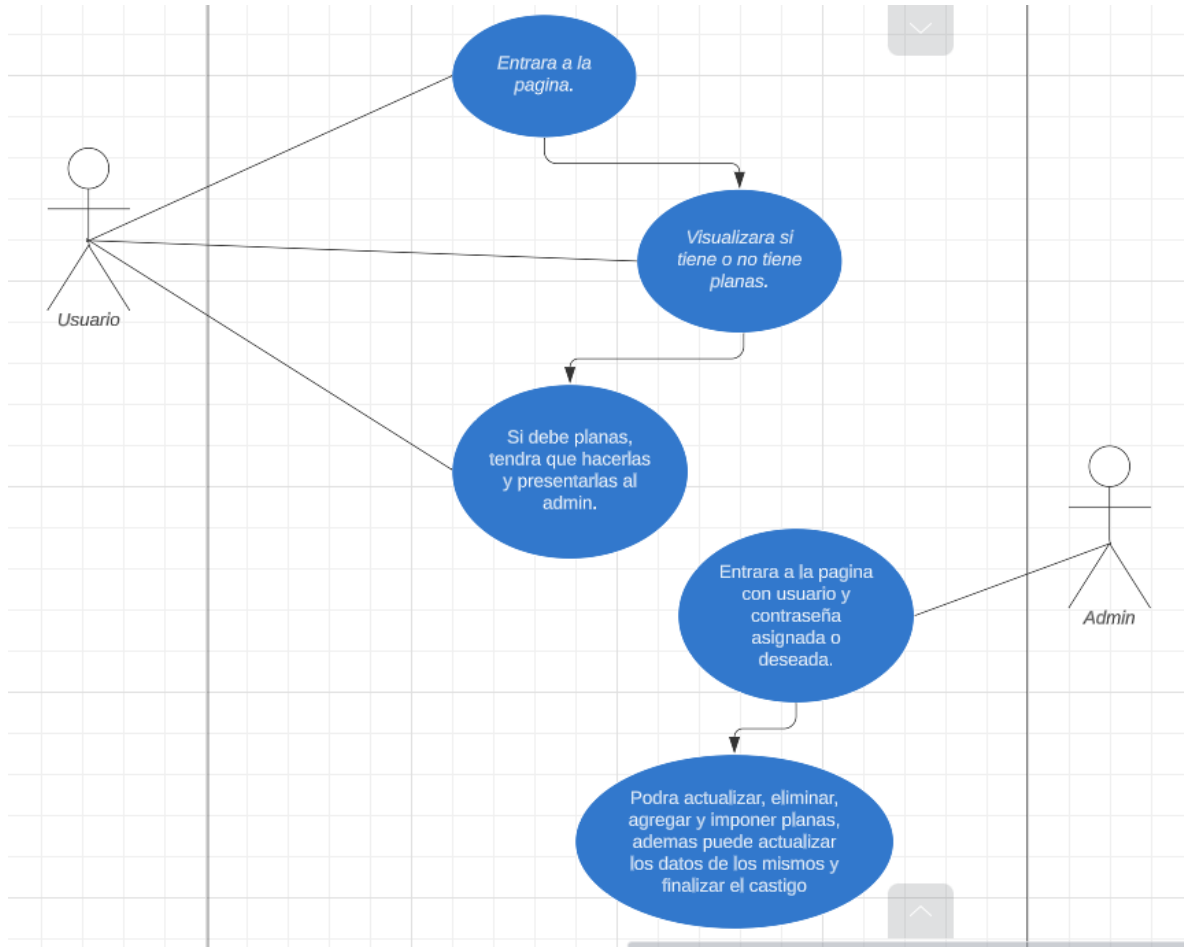 Entrara a la
pagina.
Visualizara si
tiene o no tiene
planas.
Usuario
Si debe planas,
tendra que hacerlas
y presentarlas al
admin.
Entrara a la pagina
con usuario y
contraseña
asignada o
deseada.
Admin
Podra actualizar, eliminar,
agregar y imponer planas,
ademas puede actualizar
los datos de los mismos y
finalizar el castigo